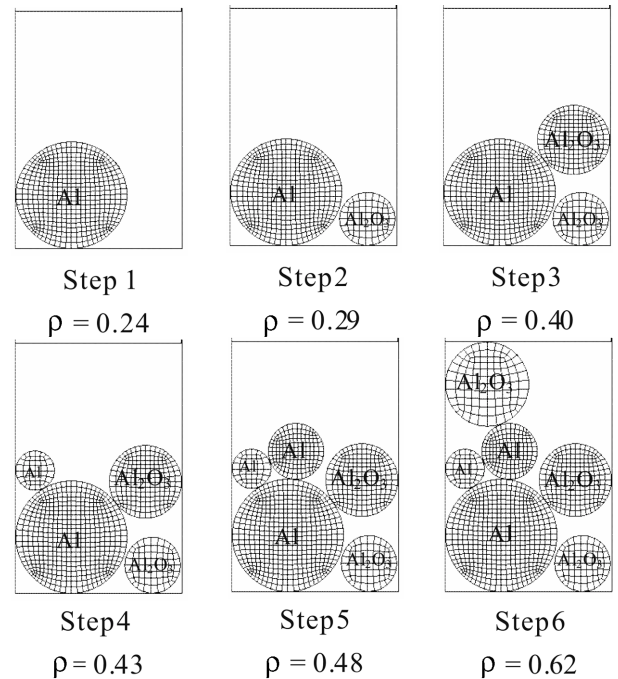 Al
Step 1
ρ = 0.24
Al
Al₂O₃
Step2
ρ = 0.29
Al
Al₂O₃
Al₂O₃
Step3
ρ = 0.40
Al
Al₂O₃
Al
Al₂O₃
Step4
ρ = 0.43
Al
Al
Al₂O₃
Al
Al₂O₃
Step5
ρ = 0.48
Al₂O₃
Al
Al
Al₂O₃
Al
Al₂O₃
Step6
ρ = 0.62